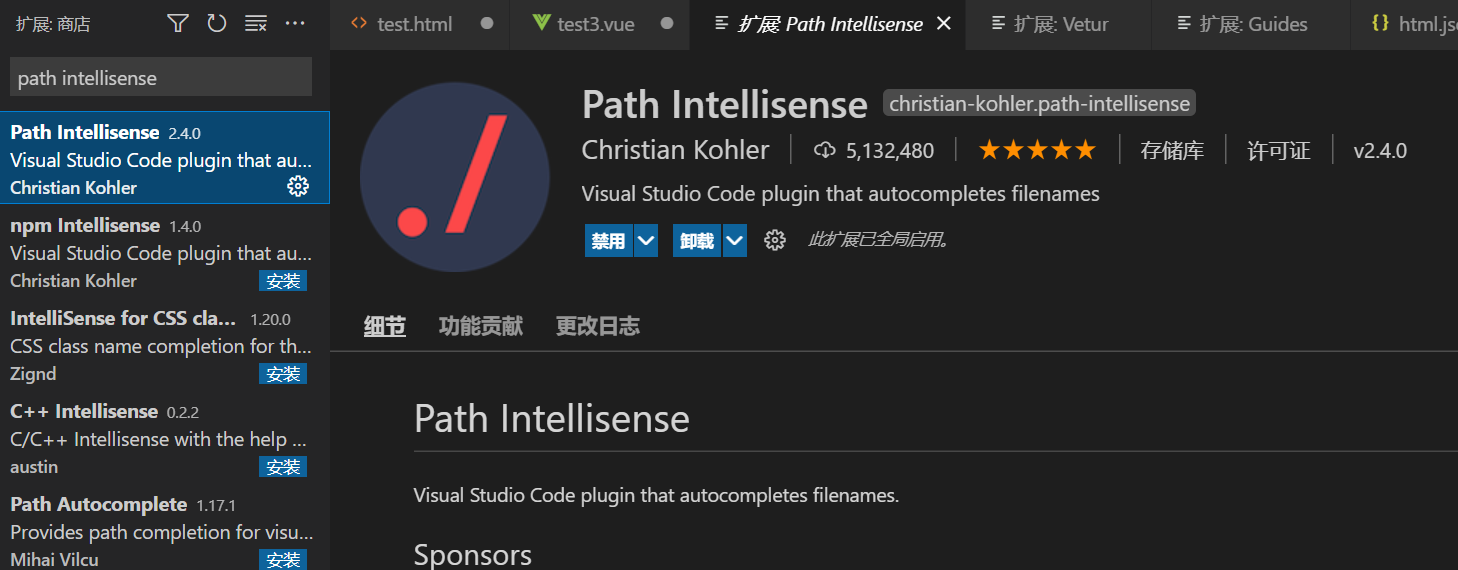 扩展: 商店
path intellisense
Path Intellisense 2.4.0
Visual Studio Code plugin that au...
Christian Kohler
npm Intellisense 1.4.0
Visual Studio Code plugin that au...
Christian Kohler 安装
IntelliSense for CSS cla... 1.20.0
CSS class name completion for th...
Zignd 安装
C++ Intellisense 0.2.2
C/C++ Intellisense with the help ...
austin 安装
Path Autocomplete 1.17.1
Provides path completion for visu...
Mihai Vilcu 安装
test.html test3.vue 扩展: Path Intellisense 扩展: Vetur 扩展: Guides {} html.js
./
Path Intellisense christian-kohler.path-intellisense
Christian Kohler 5,132,480 ★★★★★ 存储库 许可证 v2.4.0
Visual Studio Code plugin that autocompletes filenames
禁用 卸载 此扩展已全局启用。
细节 功能贡献 更改日志
Path Intellisense
Visual Studio Code plugin that autocompletes filenames.
Sponsors